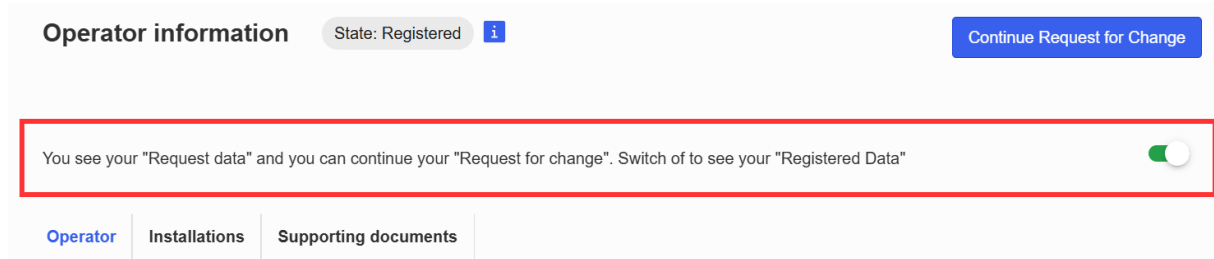 Operator information State: Registered i Continue Request for Change
You see your "Request data" and you can continue your "Request for change". Switch of to see your "Registered Data"
Operator Installations Supporting documents